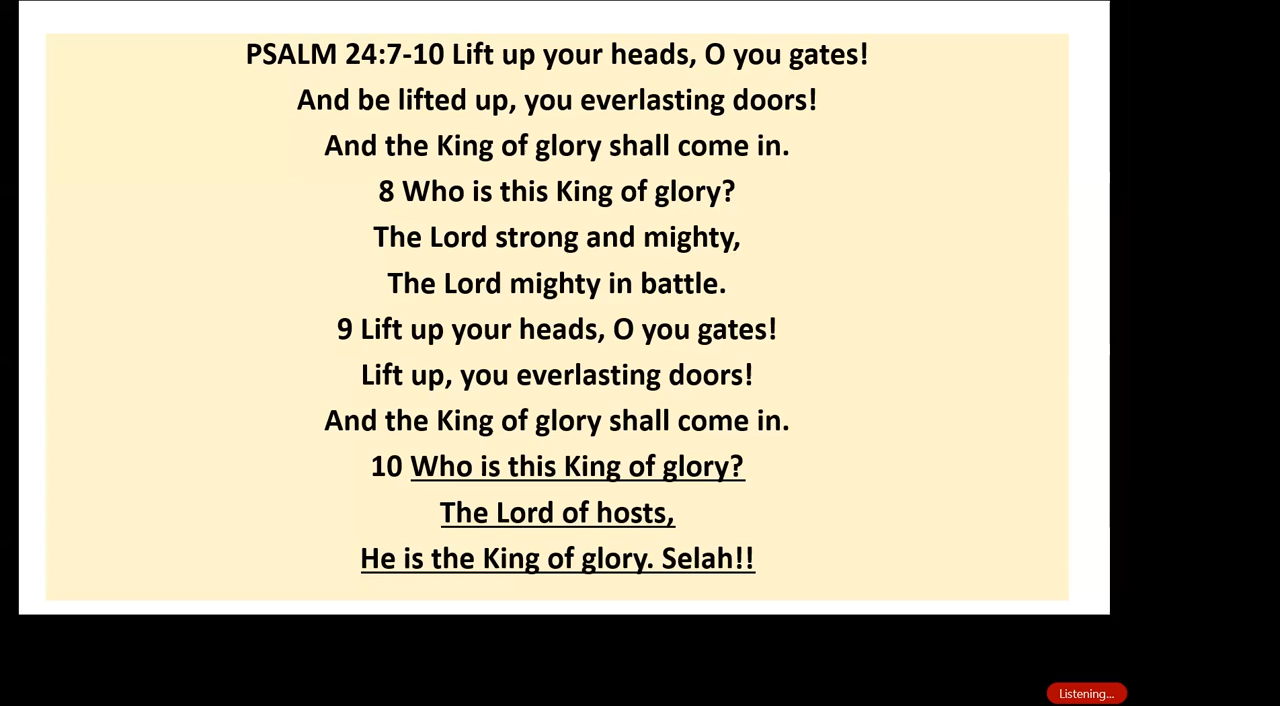 PSALM 24:7-10 Lift up your heads, O you gates!
And be lifted up, you everlasting doors!
And the King of glory shall come in.
8 Who is this King of glory?
The Lord strong and mighty,
The Lord mighty in battle.
9 Lift up your heads, O you gates!
Lift up, you everlasting doors!
And the King of glory shall come in.
10 Who is this King of glory?
The Lord of hosts,
He is the King of glory. Selah!!
Listening...